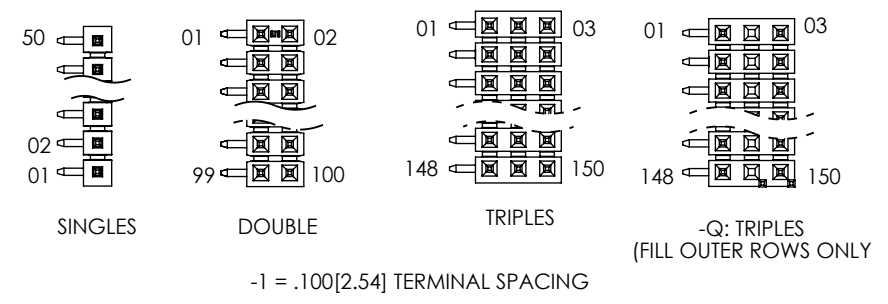 50
02
01
SINGLES
01 02
99 100
DOUBLE
01 03
148 150
TRIPLES
01 03
148 150
-Q: TRIPLES
(FILL OUTER ROWS ONLY
-1 = .100[2.54] TERMINAL SPACING